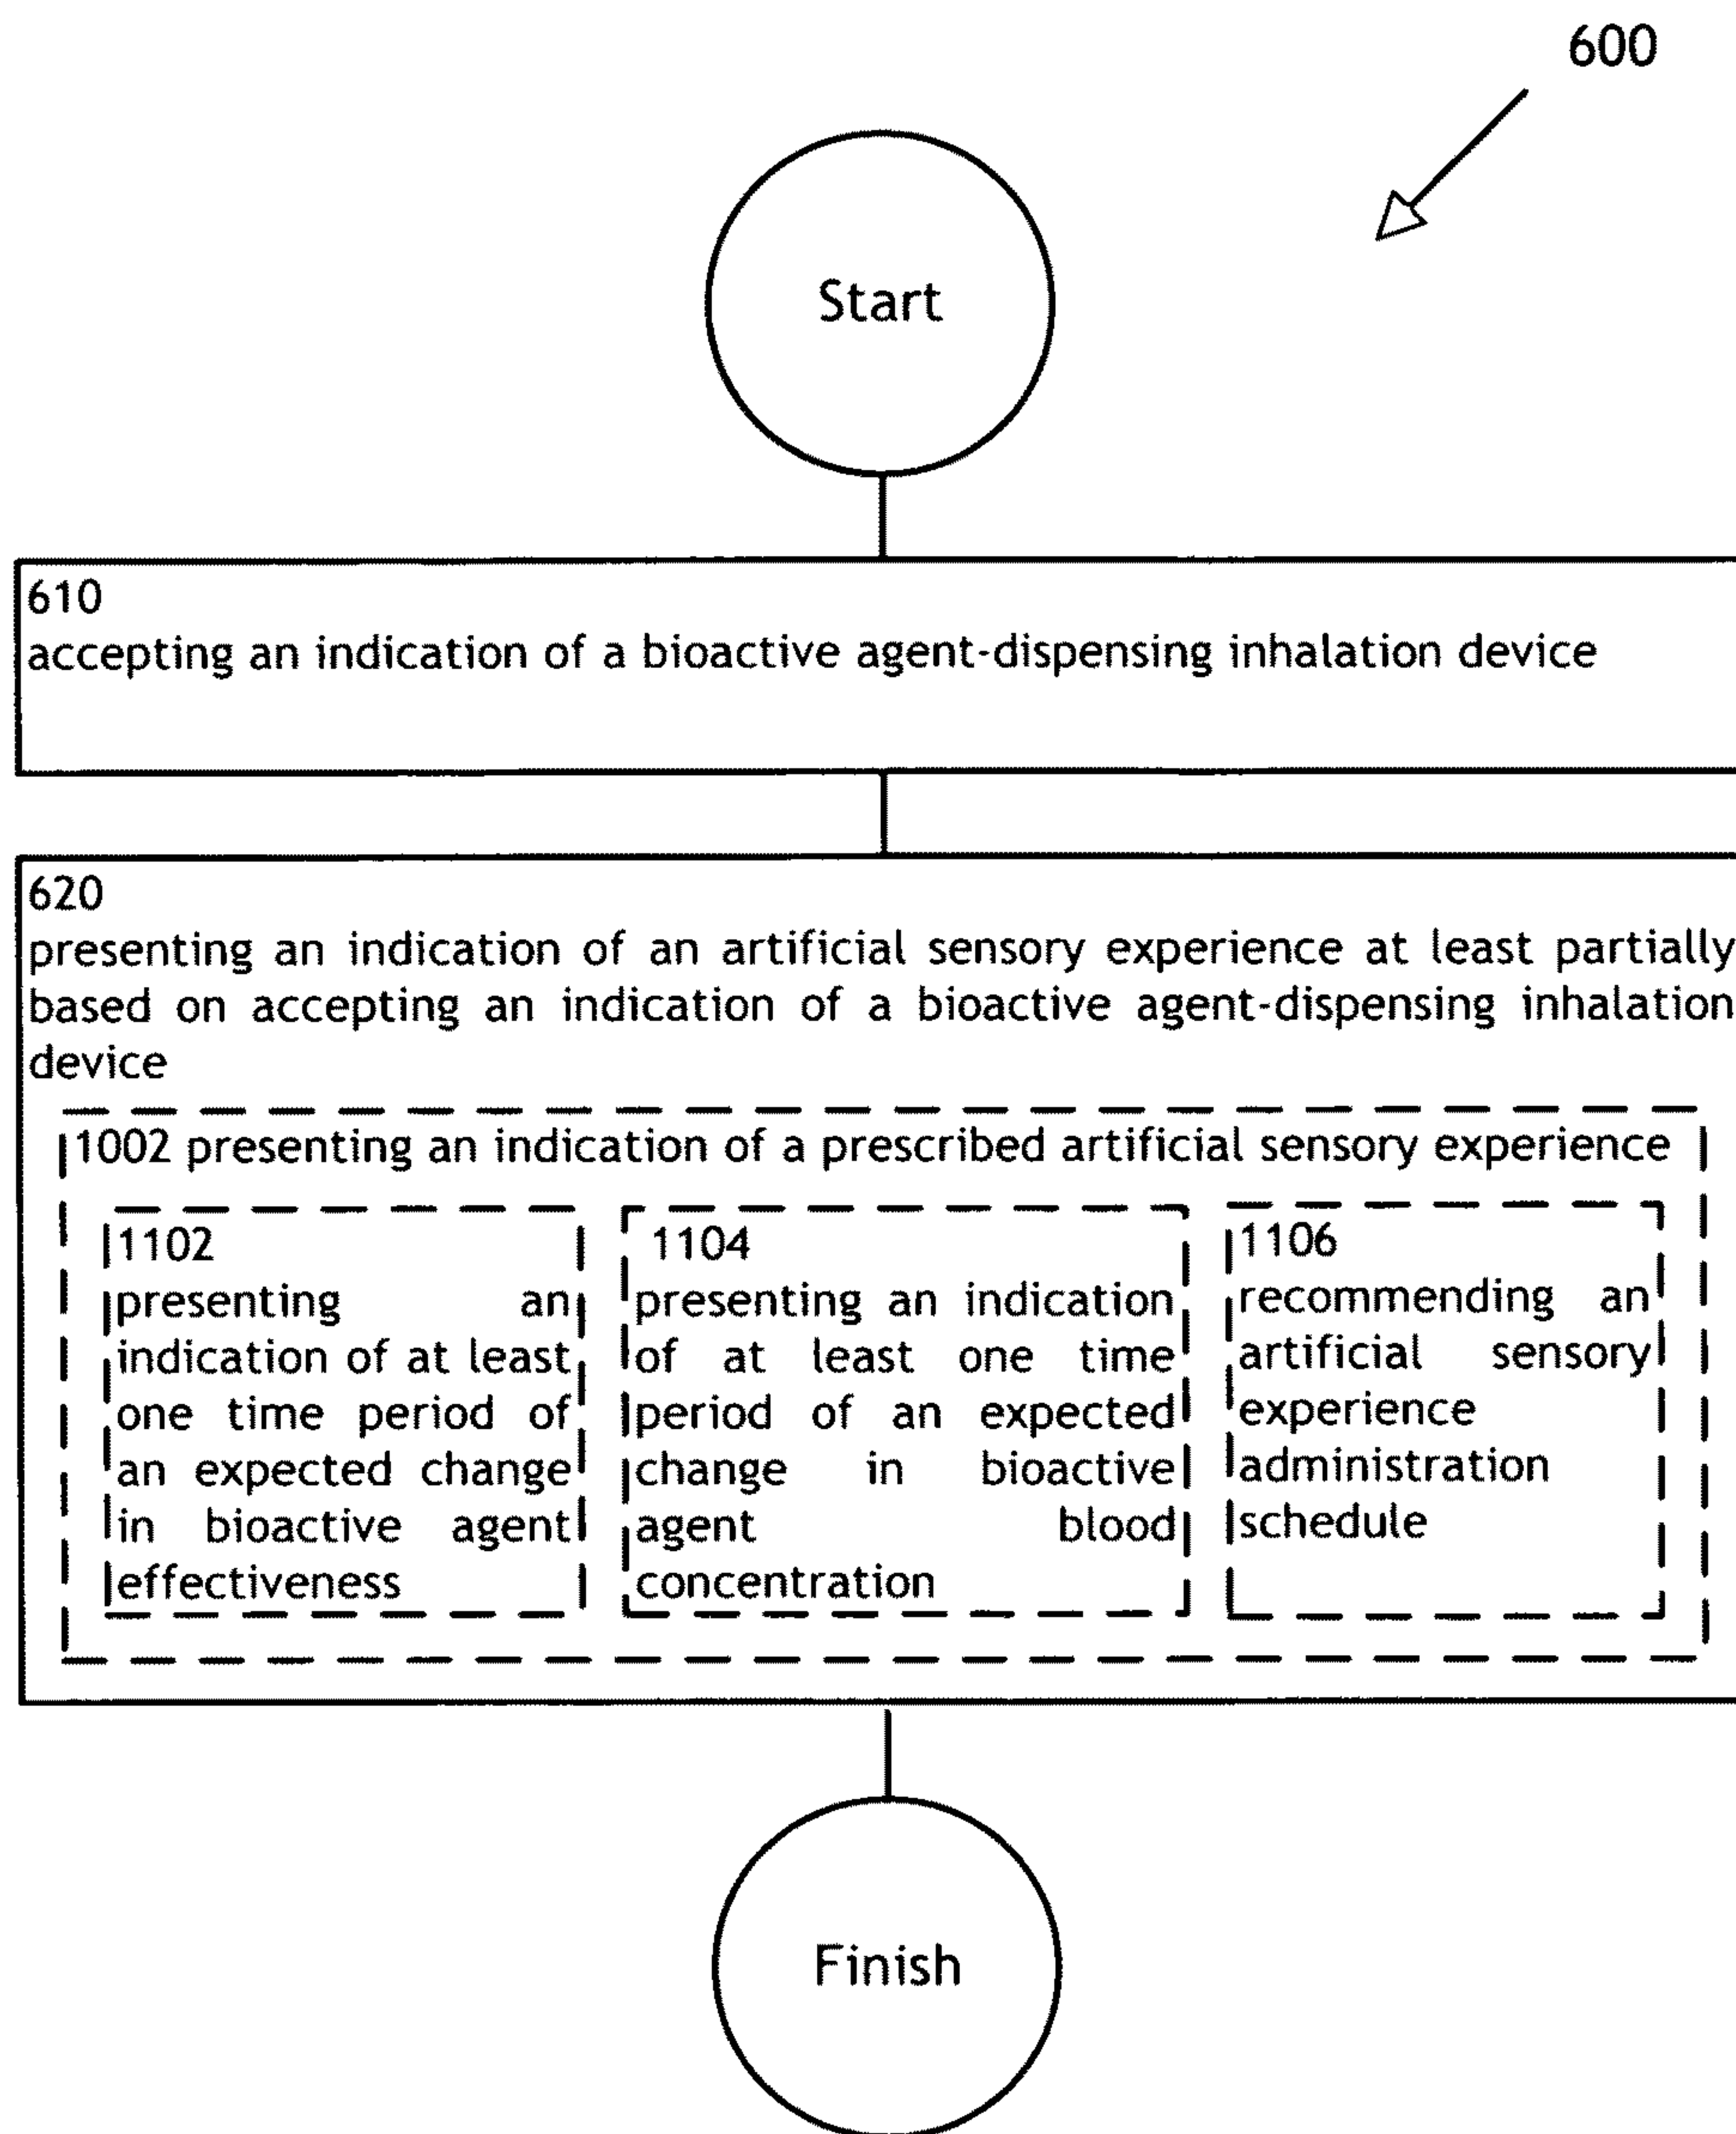 600
Start
610
accepting an indication of a bioactive agent-dispensing inhalation device
620
presenting an indication of an artificial sensory experience at least partially
based on accepting an indication of a bioactive agent-dispensing inhalation
device
1002 presenting an indication of a prescribed artificial sensory experience
1102
presenting an
indication of at least
one time period of
an expected change
in bioactive agent
effectiveness
1104
presenting an indication
of at least one time
period of an expected
change in bioactive
agent blood
concentration
1106
recommending an
artificial sensory
experience
administration
schedule
Finish